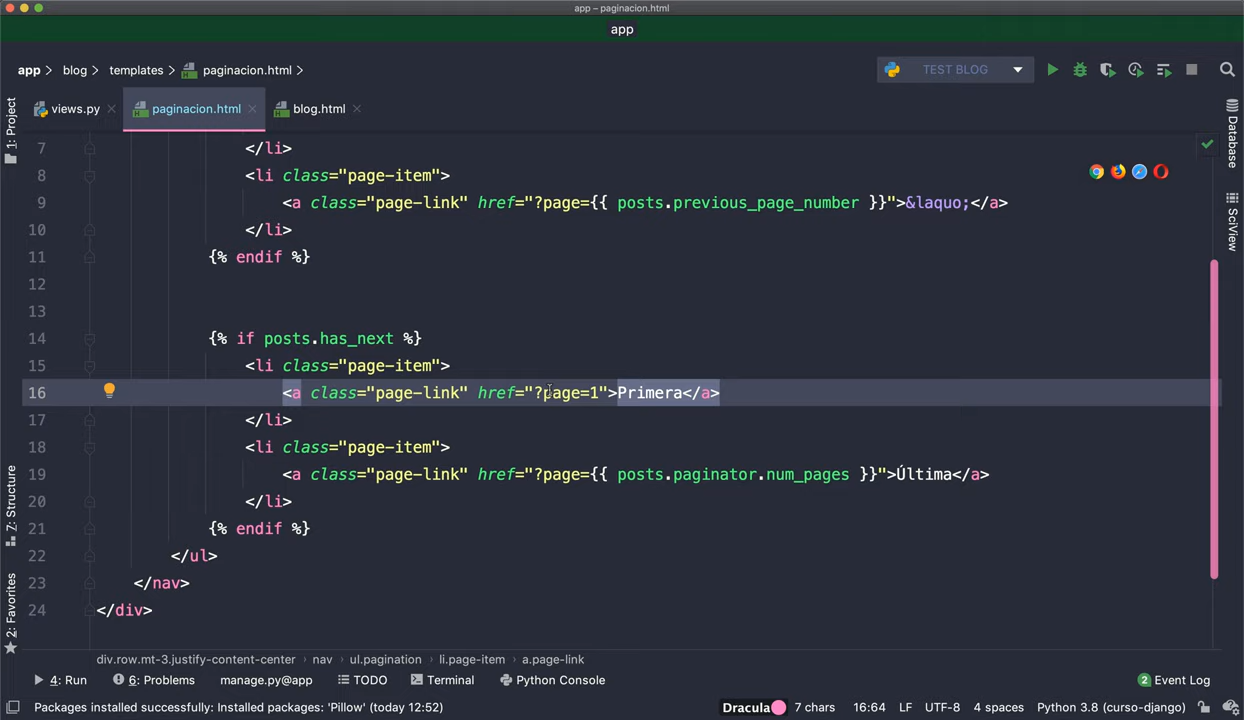 app – paginacion.html
app
app > blog > templates > paginacion.html >
TEST BLOG
views.py
paginacion.html
blog.html
1: Project
7: Structure
2: Favorites
Database
SciView
7 </li>
8 <li class="page-item">
9 <a class="page-link" href="?page={{ posts.previous_page_number }}">&laquo;</a>
10 </li>
11 {% endif %}
12
13
14 {% if posts.has_next %}
15 <li class="page-item">
16 <a class="page-link" href="?page=1">Primera</a>
17 </li>
18 <li class="page-item">
19 <a class="page-link" href="?page={{ posts.paginator.num_pages }}">Última</a>
20 </li>
21 {% endif %}
22 </ul>
23 </nav>
24 </div>
div.row.mt-3.justify-content-center > nav > ul.pagination > li.page-item > a.page-link
4: Run
6: Problems
manage.py@app
TODO
Terminal
Python Console
2 Event Log
Packages installed successfully: Installed packages: 'Pillow' (today 12:52)
Dracula
7 chars
16:64
LF
UTF-8
4 spaces
Python 3.8 (curso-django)